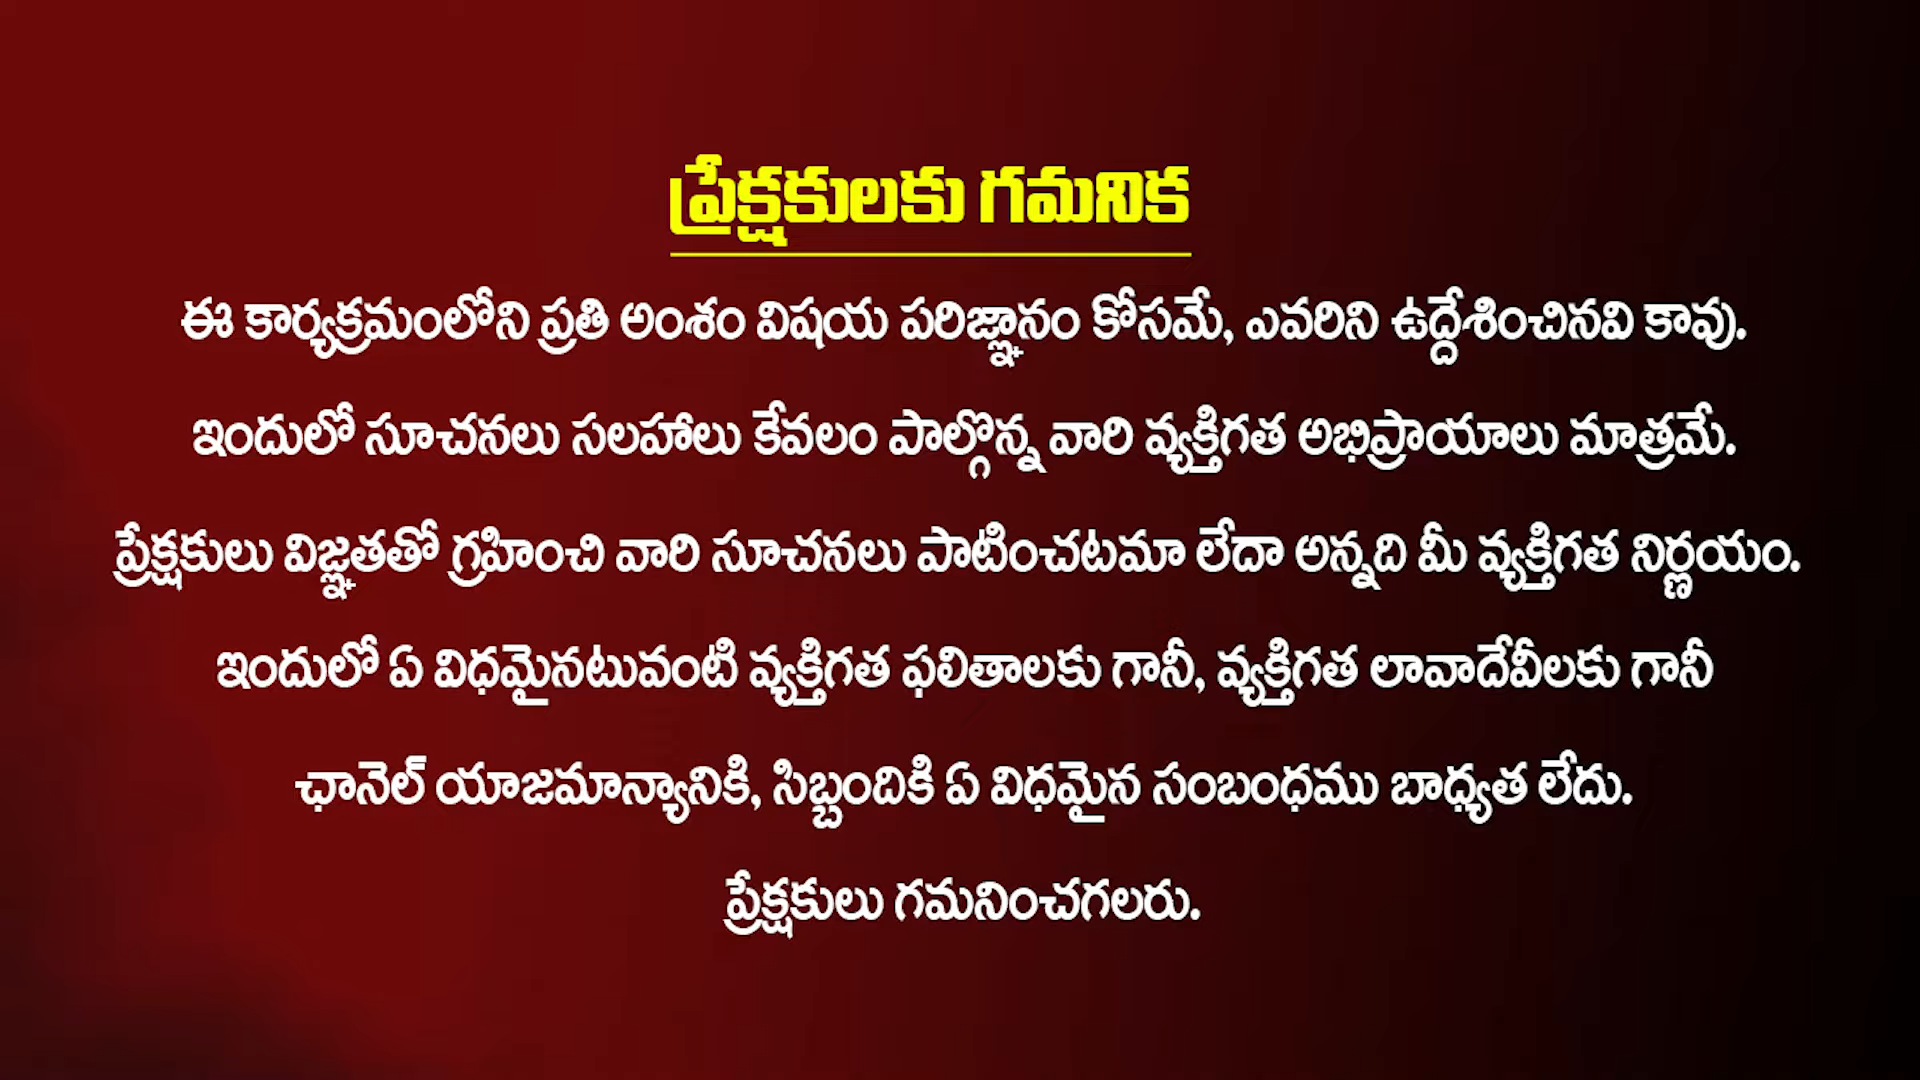 ప్రేక్షకులకు గమనిక
ఈ కార్యక్రమంలోని ప్రతి అంశం విషయ పరిజ్ఞానం కోసమే, ఎవరిని ఉద్దేశించినవి కావు.
ఇందులో సూచనలు సలహాలు కేవలం పాల్గొన్న వారి వ్యక్తిగత అభిప్రాయాలు మాత్రమే.
ప్రేక్షకులు విజ్ఞతతో గ్రహించి వారి సూచనలు పాటించటమా లేదా అన్నది మీ వ్యక్తిగత నిర్ణయం.
ఇందులో ఏ విధమైనటువంటి వ్యక్తిగత ఫలితాలకు గానీ, వ్యక్తిగత లావాదేవీలకు గానీ
ఛానెల్ యాజమాన్యానికి, సిబ్బందికి ఏ విధమైన సంబంధము బాధ్యత లేదు.
ప్రేక్షకులు గమనించగలరు.